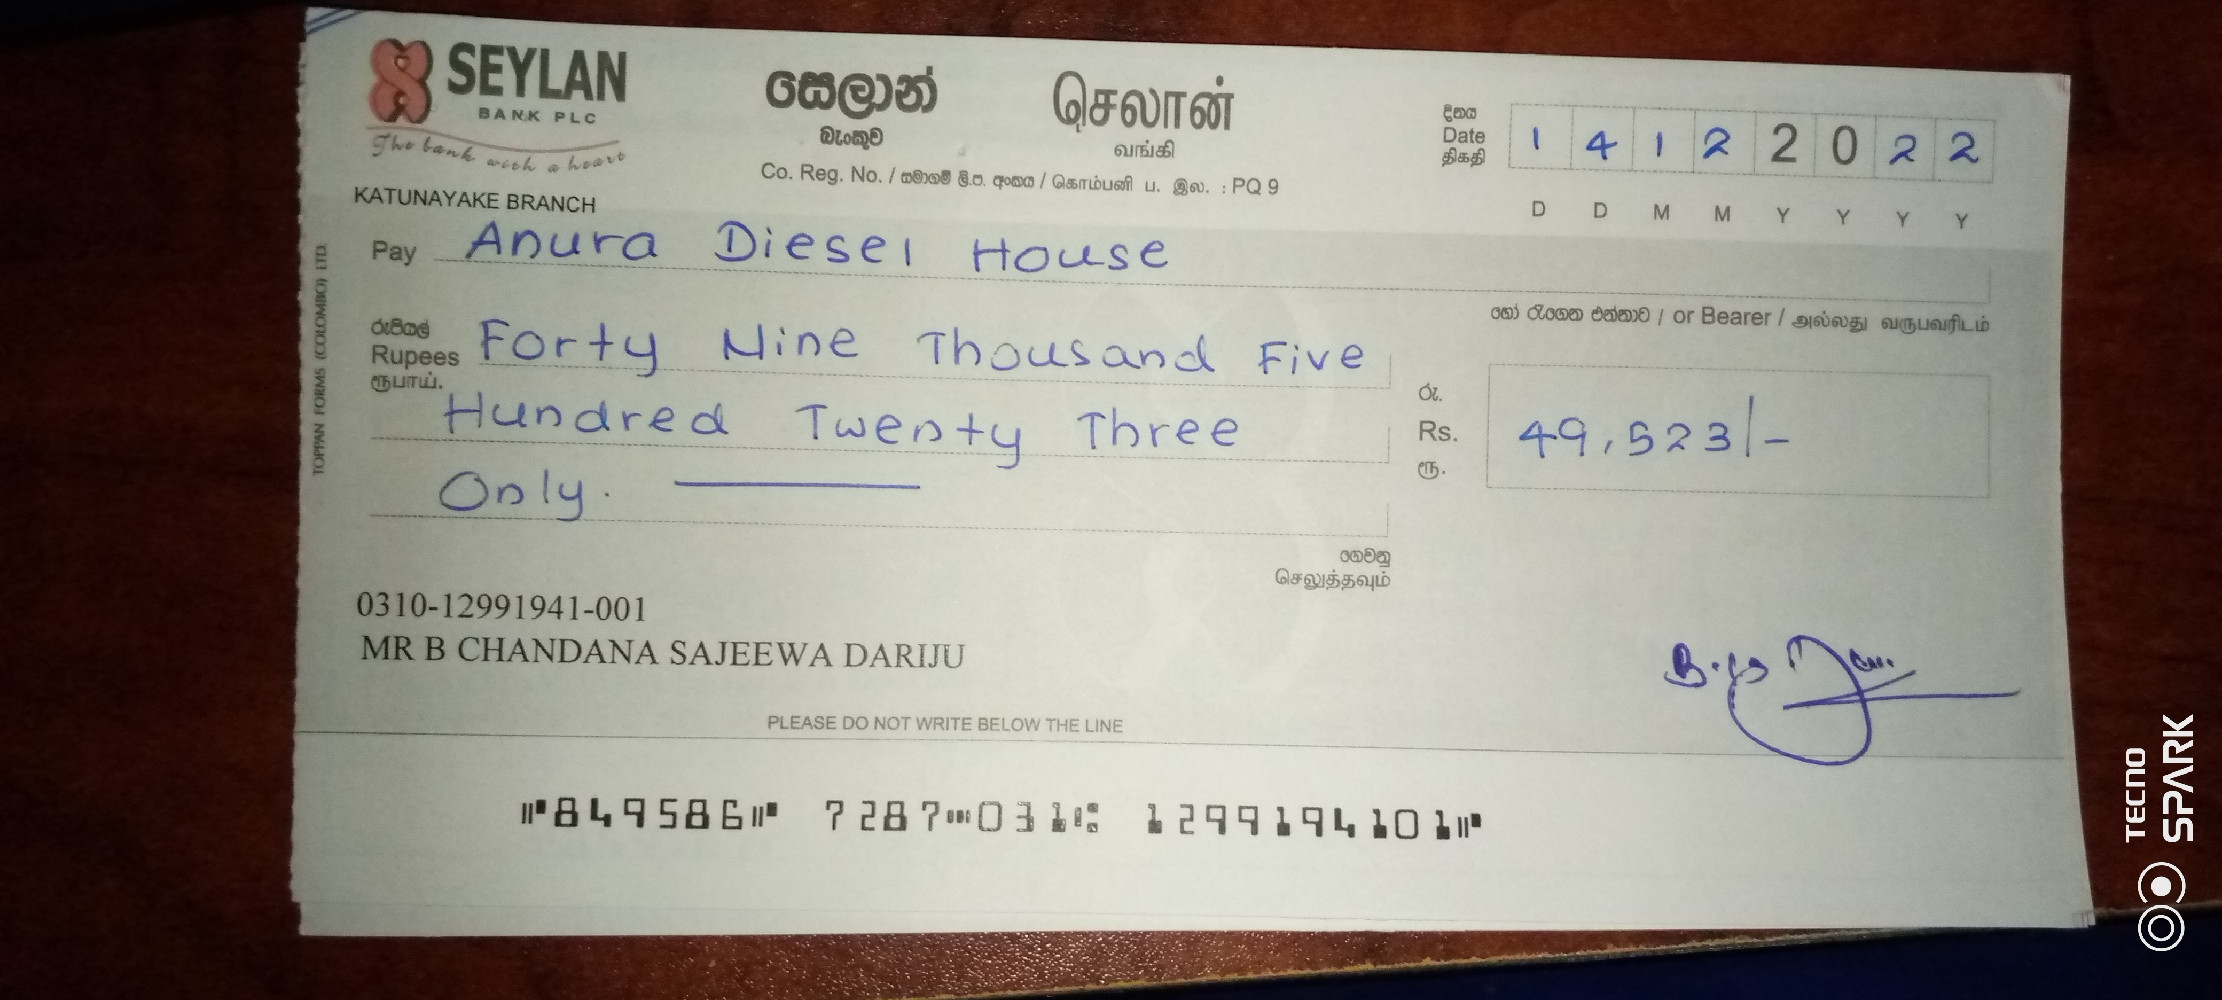 SEYLAN
BANK PLC
The bank with a heart
KATUNAYAKE BRANCH
සෙලාන්
බැංකුව
செலான்
வங்கி
Co. Reg. No. / සමාගම් ලි.ප. අංකය / கொம்பனி ப. இல. : PQ 9
දිනය
Date
திகதி
1 4 1 2 2 0 2 2
D D M M Y Y Y Y
Pay Anura Diesel House
හෝ රැගෙන එන්නාට / or Bearer / அல்லது வருபவரிடம்
රුපියල්
Rupees
ரூபாய்.
Forty Nine Thousand Five
Hundred Twenty Three
Only.
රු.
Rs.
ரூ.
49,523/-
ගෙවනු
செலுத்தவும்
TOPPAN FORMS (COLOMBO) LTD.
0310-12991941-001
MR B CHANDANA SAJEEWA DARIJU
PLEASE DO NOT WRITE BELOW THE LINE
⑈849586⑈ 7287⑉031⑆ 1299194101⑈
TECNO
SPARK